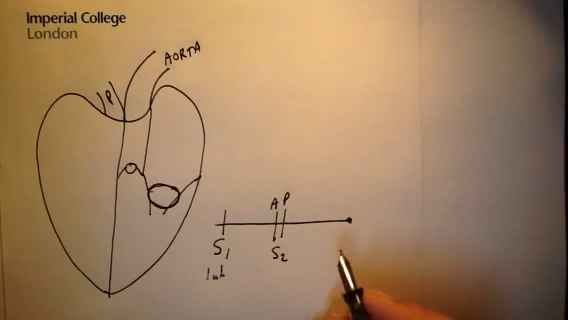 Imperial College
London
AORTA
P
A P
S1
S2
lub